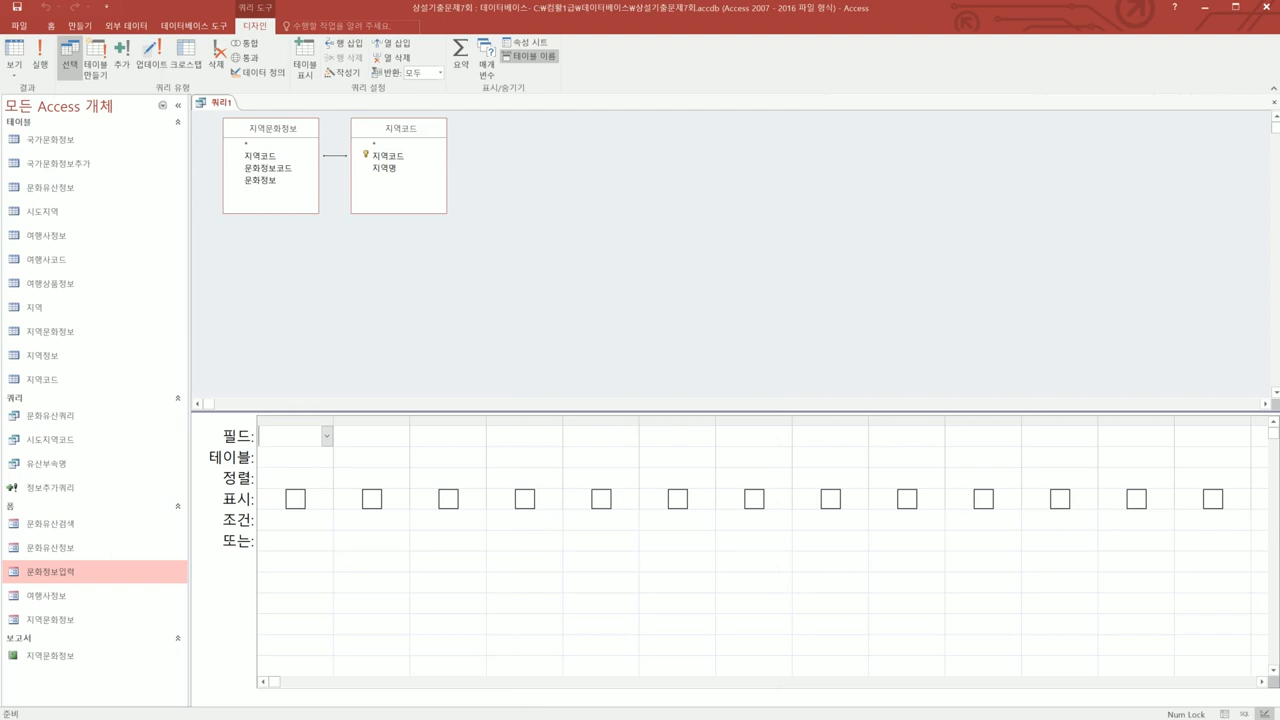 쿼리 도구
상설기출문제7회 : 데이터베이스- C:₩컴활1급₩데이터베이스₩상설기출문제7회.accdb (Access 2007 - 2016 파일 형식) - Access
파일 홈 만들기 외부 데이터 데이터베이스 도구 디자인 수행할 작업을 알려 주세요.
보기 실행 선택 테이블 만들기 추가 업데이트 크로스탭 삭제
통합
통과
데이터 정의
테이블 표시
행 삽입
행 삭제
작성기
열 삽입
열 삭제
반환: 모두
요약 매개 변수
속성 시트
테이블 이름
결과 쿼리 유형 쿼리 설정 표시/숨기기
모든 Access 개체 «
테이블
국가문화정보
국가문화정보추가
문화유산정보
시도지역
여행사정보
여행사코드
여행상품정보
지역
지역문화정보
지역정보
지역코드
쿼리
문화유산쿼리
시도지역코드
유산부속명
정보추가쿼리
폼
문화유산검색
문화유산정보
문화정보입력
여행사정보
지역문화정보
보고서
지역문화정보
쿼리1
지역문화정보
*
지역코드
문화정보코드
문화정보
지역코드
*
지역코드
지역명
필드:
테이블:
정렬:
표시:
조건:
또는:
준비
Num Lock
SQL